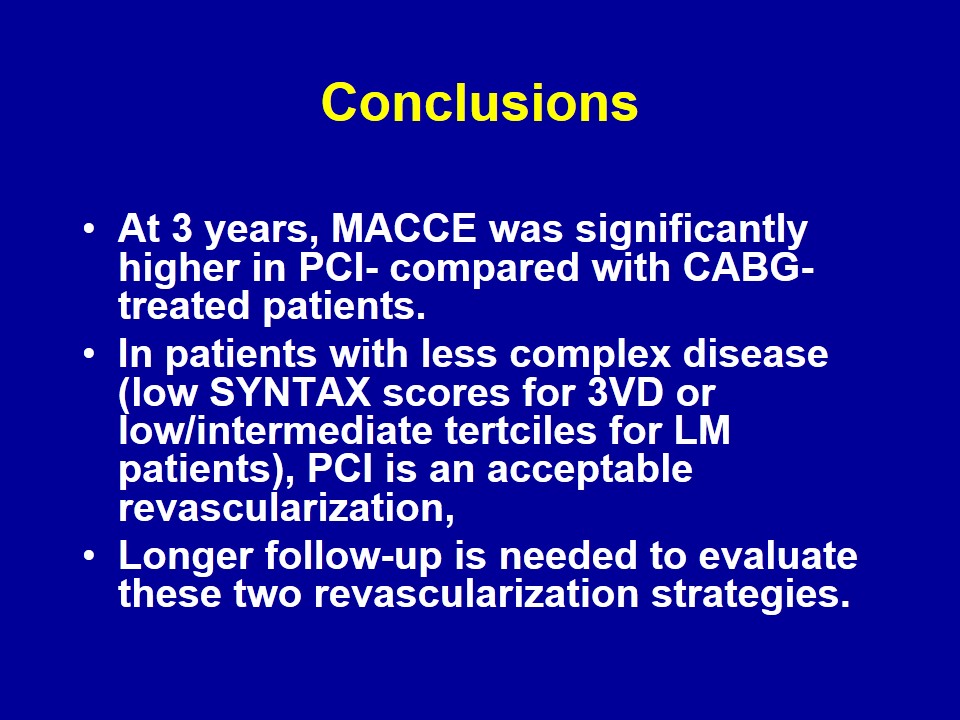 Conclusions
• At 3 years, MACCE was significantly
higher in PCI- compared with CABG-
treated patients.
• In patients with less complex disease
(low SYNTAX scores for 3VD or
low/intermediate tertciles for LM
patients), PCI is an acceptable
revascularization,
• Longer follow-up is needed to evaluate
these two revascularization strategies.